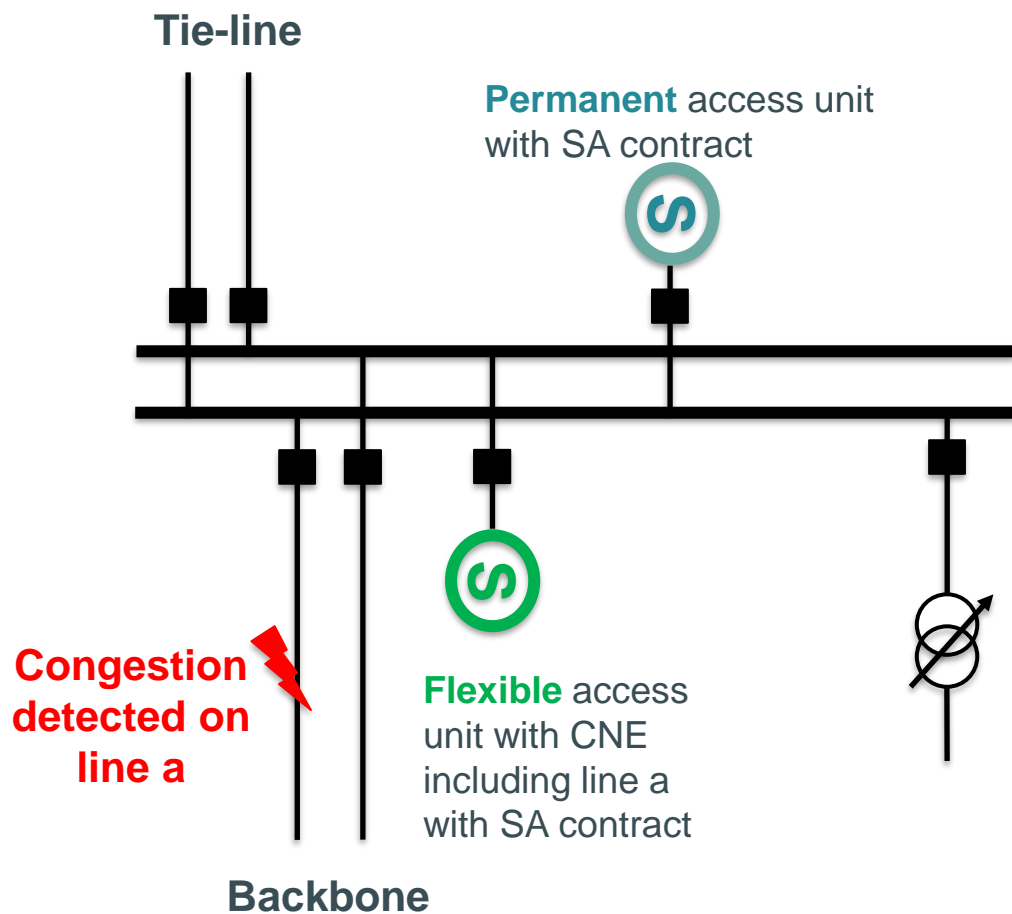 Tie-line
Permanent access unit
with SA contract
S
S
Congestion
detected on
line a
Flexible access
unit with CNE
including line a
with SA contract
Backbone